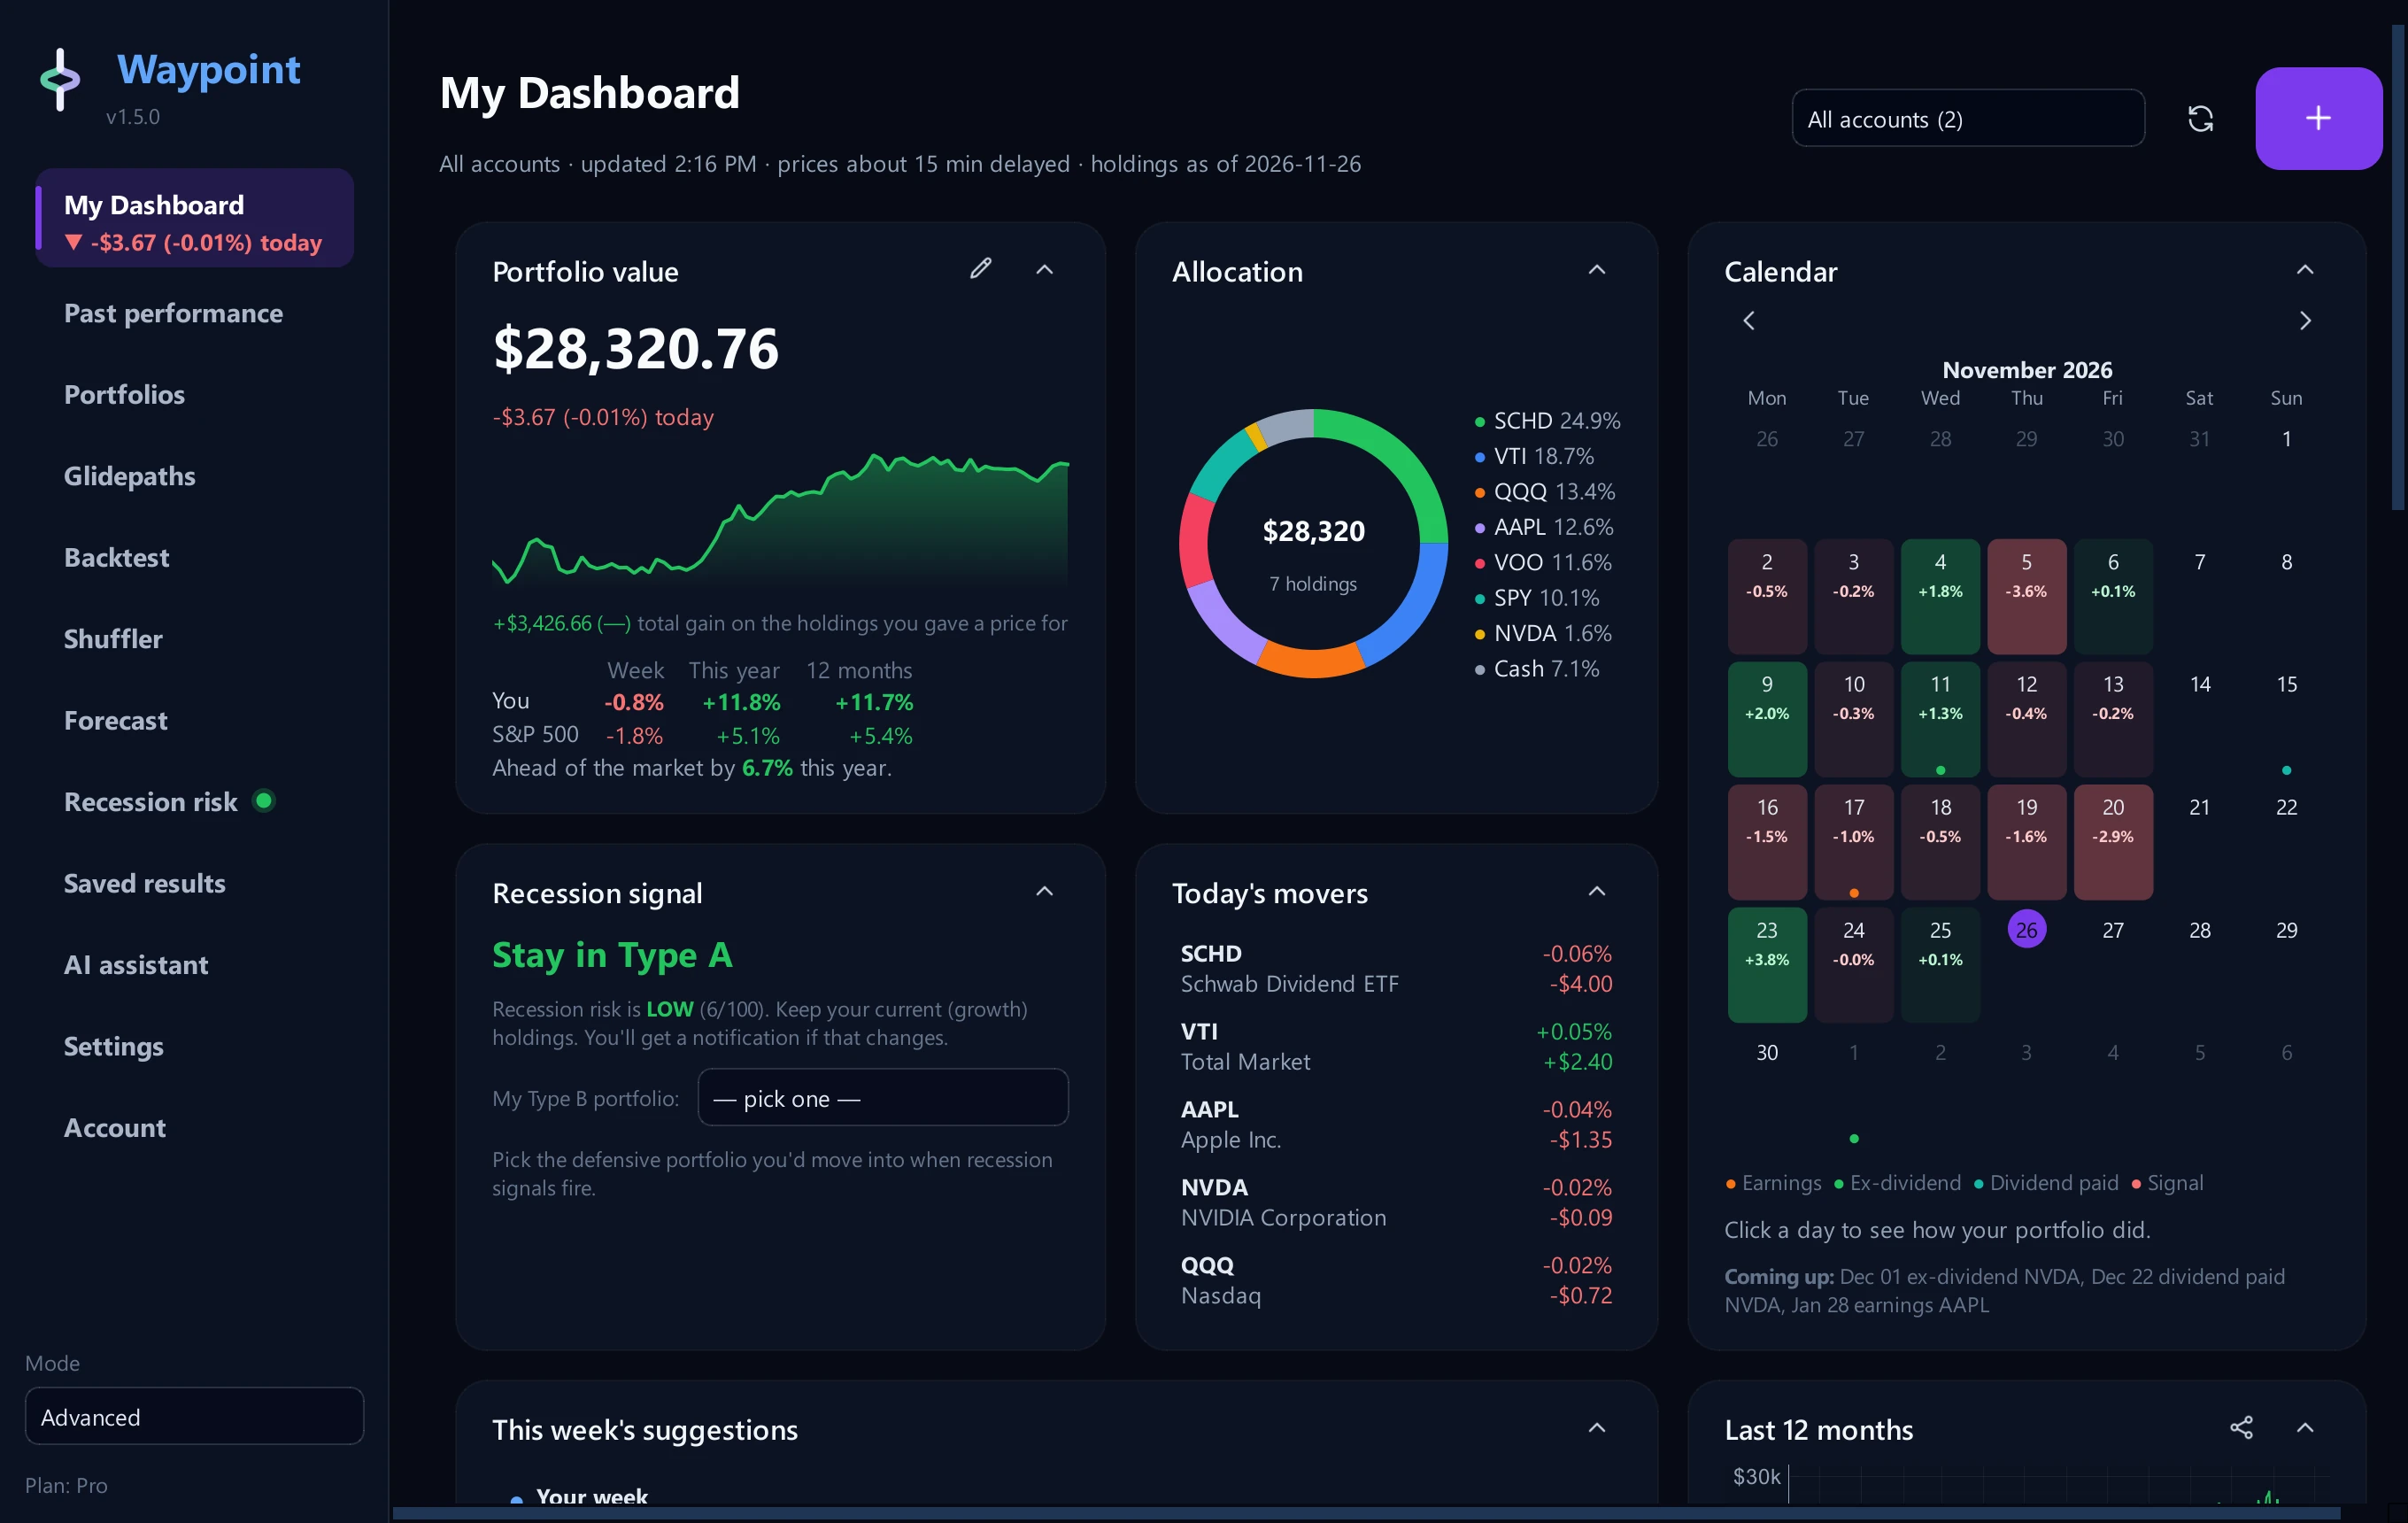 Waypoint
v1.5.0
My Dashboard
▼ -$3.67 (-0.01%) today
Past performance
Portfolios
Glidepaths
Backtest
Shuffler
Forecast
Recession risk
Saved results
AI assistant
Settings
Account
Mode
Advanced
Plan: Pro
My Dashboard
All accounts · updated 2:16 PM · prices about 15 min delayed · holdings as of 2026-11-26
All accounts (2)
+
Portfolio value
$28,320.76
-$3.67 (-0.01%) today
+$3,426.66 (—) total gain on the holdings you gave a price for
Week This year 12 months
You -0.8% +11.8% +11.7%
S&P 500 -1.8% +5.1% +5.4%
Ahead of the market by 6.7% this year.
Allocation
$28,320
7 holdings
SCHD 24.9%
VTI 18.7%
QQQ 13.4%
AAPL 12.6%
VOO 11.6%
SPY 10.1%
NVDA 1.6%
Cash 7.1%
Calendar
November 2026
Mon Tue Wed Thu Fri Sat Sun
26 27 28 29 30 31 1
2 3 4 5 6 7 8
-0.5% -0.2% +1.8% -3.6% +0.1%
9 10 11 12 13 14 15
+2.0% -0.3% +1.3% -0.4% -0.2%
16 17 18 19 20 21 22
-1.5% -1.0% -0.5% -1.6% -2.9%
23 24 25 26 27 28 29
+3.8% -0.0% +0.1%
30 1 2 3 4 5 6
Earnings Ex-dividend Dividend paid Signal
Click a day to see how your portfolio did.
Coming up: Dec 01 ex-dividend NVDA, Dec 22 dividend paid
NVDA, Jan 28 earnings AAPL
Recession signal
Stay in Type A
Recession risk is LOW (6/100). Keep your current (growth)
holdings. You'll get a notification if that changes.
My Type B portfolio: — pick one —
Pick the defensive portfolio you'd move into when recession
signals fire.
Today's movers
SCHD -0.06%
Schwab Dividend ETF -$4.00
VTI +0.05%
Total Market +$2.40
AAPL -0.04%
Apple Inc. -$1.35
NVDA -0.02%
NVIDIA Corporation -$0.09
QQQ -0.02%
Nasdaq -$0.72
This week's suggestions
Your week
Last 12 months
$30k